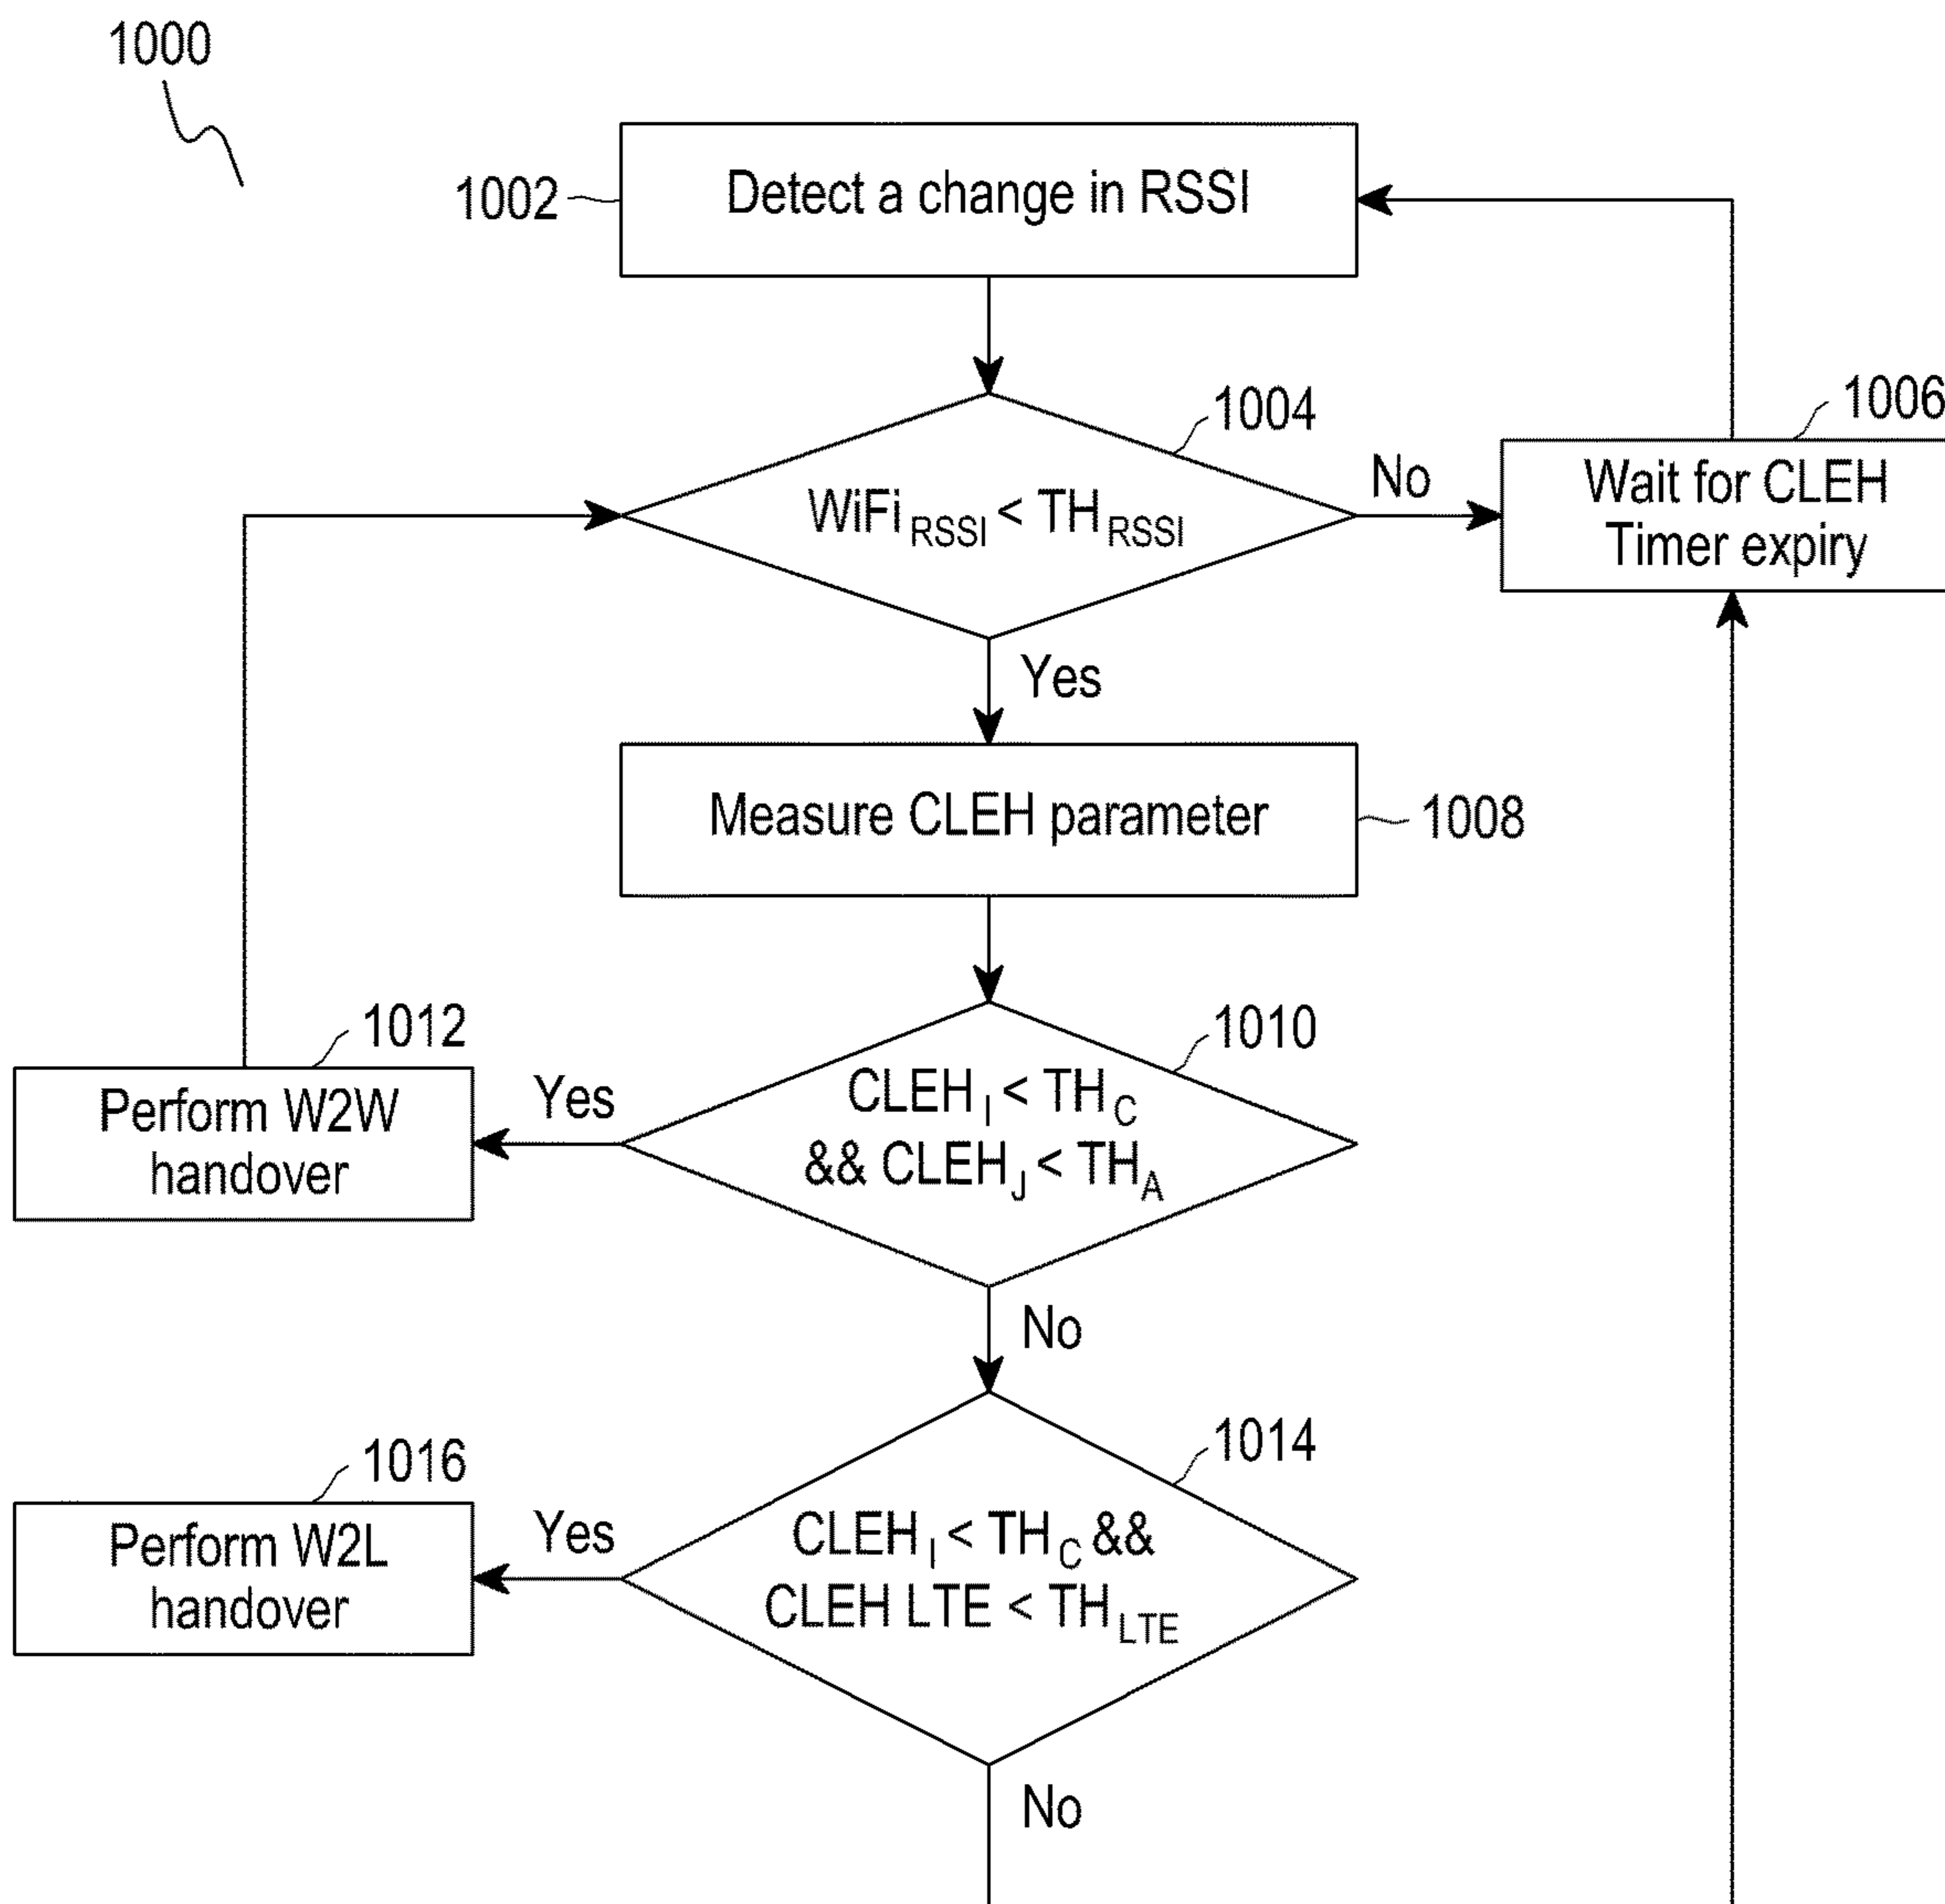 1000
1002
Detect a change in RSSI
1004
WiFi RSSI < TH RSSI
No
1006
Wait for CLEH
Timer expiry
Yes
Measure CLEH parameter
1008
1012
Perform W2W
handover
Yes
1010
CLEH I < TH C
&& CLEH J < TH A
No
1016
Perform W2L
handover
Yes
1014
CLEH I < TH C &&
CLEH LTE < TH LTE
No